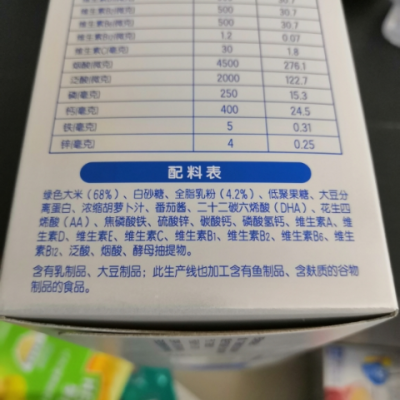 维生素B2(微克) 500 30.7
维生素B6(微克) 500 30.7
维生素B12(微克) 1.2 0.07
维生素C(毫克) 30 1.8
烟酸(微克) 4500 276.1
泛酸(微克) 2000 122.7
磷(毫克) 250 15.3
钙(毫克) 400 24.5
铁(毫克) 5 0.31
锌(毫克) 4 0.25
配料表
绿色大米(68%)、白砂糖、全脂乳粉(4.2%)、低聚果糖、大豆分
离蛋白、浓缩胡萝卜汁、番茄酱、二十二碳六烯酸(DHA)、花生四
烯酸(AA)、焦磷酸铁、硫酸锌、碳酸钙、磷酸氢钙、维生素A、维
生素D、维生素E、维生素C、维生素B1、维生素B2、维生素B6、维
生素B12、泛酸、烟酸、酵母抽提物。
含有乳制品、大豆制品;此生产线也加工含有鱼制品、含麸质的谷物
制品的食品。